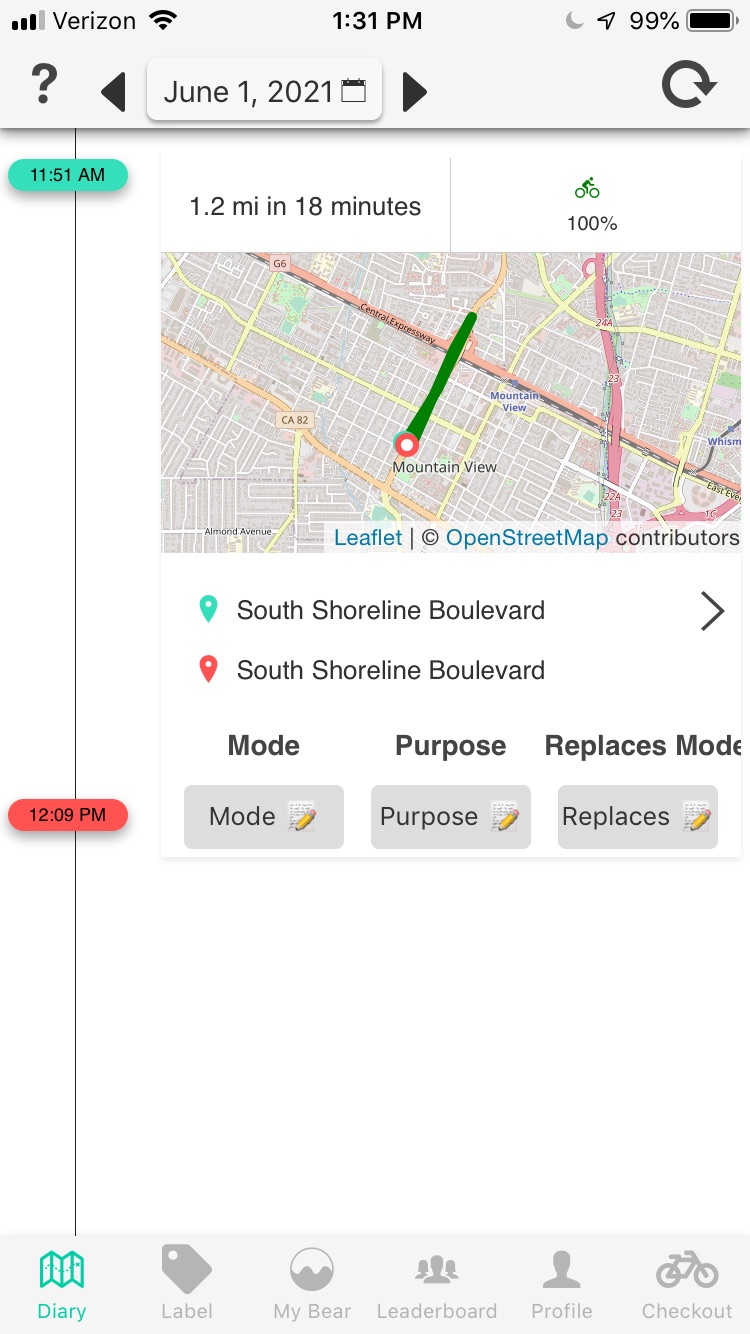 Verizon 1:31 PM 99%
? June 1, 2021
11:51 AM
1.2 mi in 18 minutes
100%
G6
Central Expressway
24A
23
Mountain
View
CA 82
Whism
Mountain View
East Eve
22A
23
1C
Almond Avenue
Leaflet | © OpenStreetMap contributors
South Shoreline Boulevard
South Shoreline Boulevard
Mode Purpose Replaces Mode
12:09 PM
Mode Purpose Replaces
Diary Label My Bear Leaderboard Profile Checkout